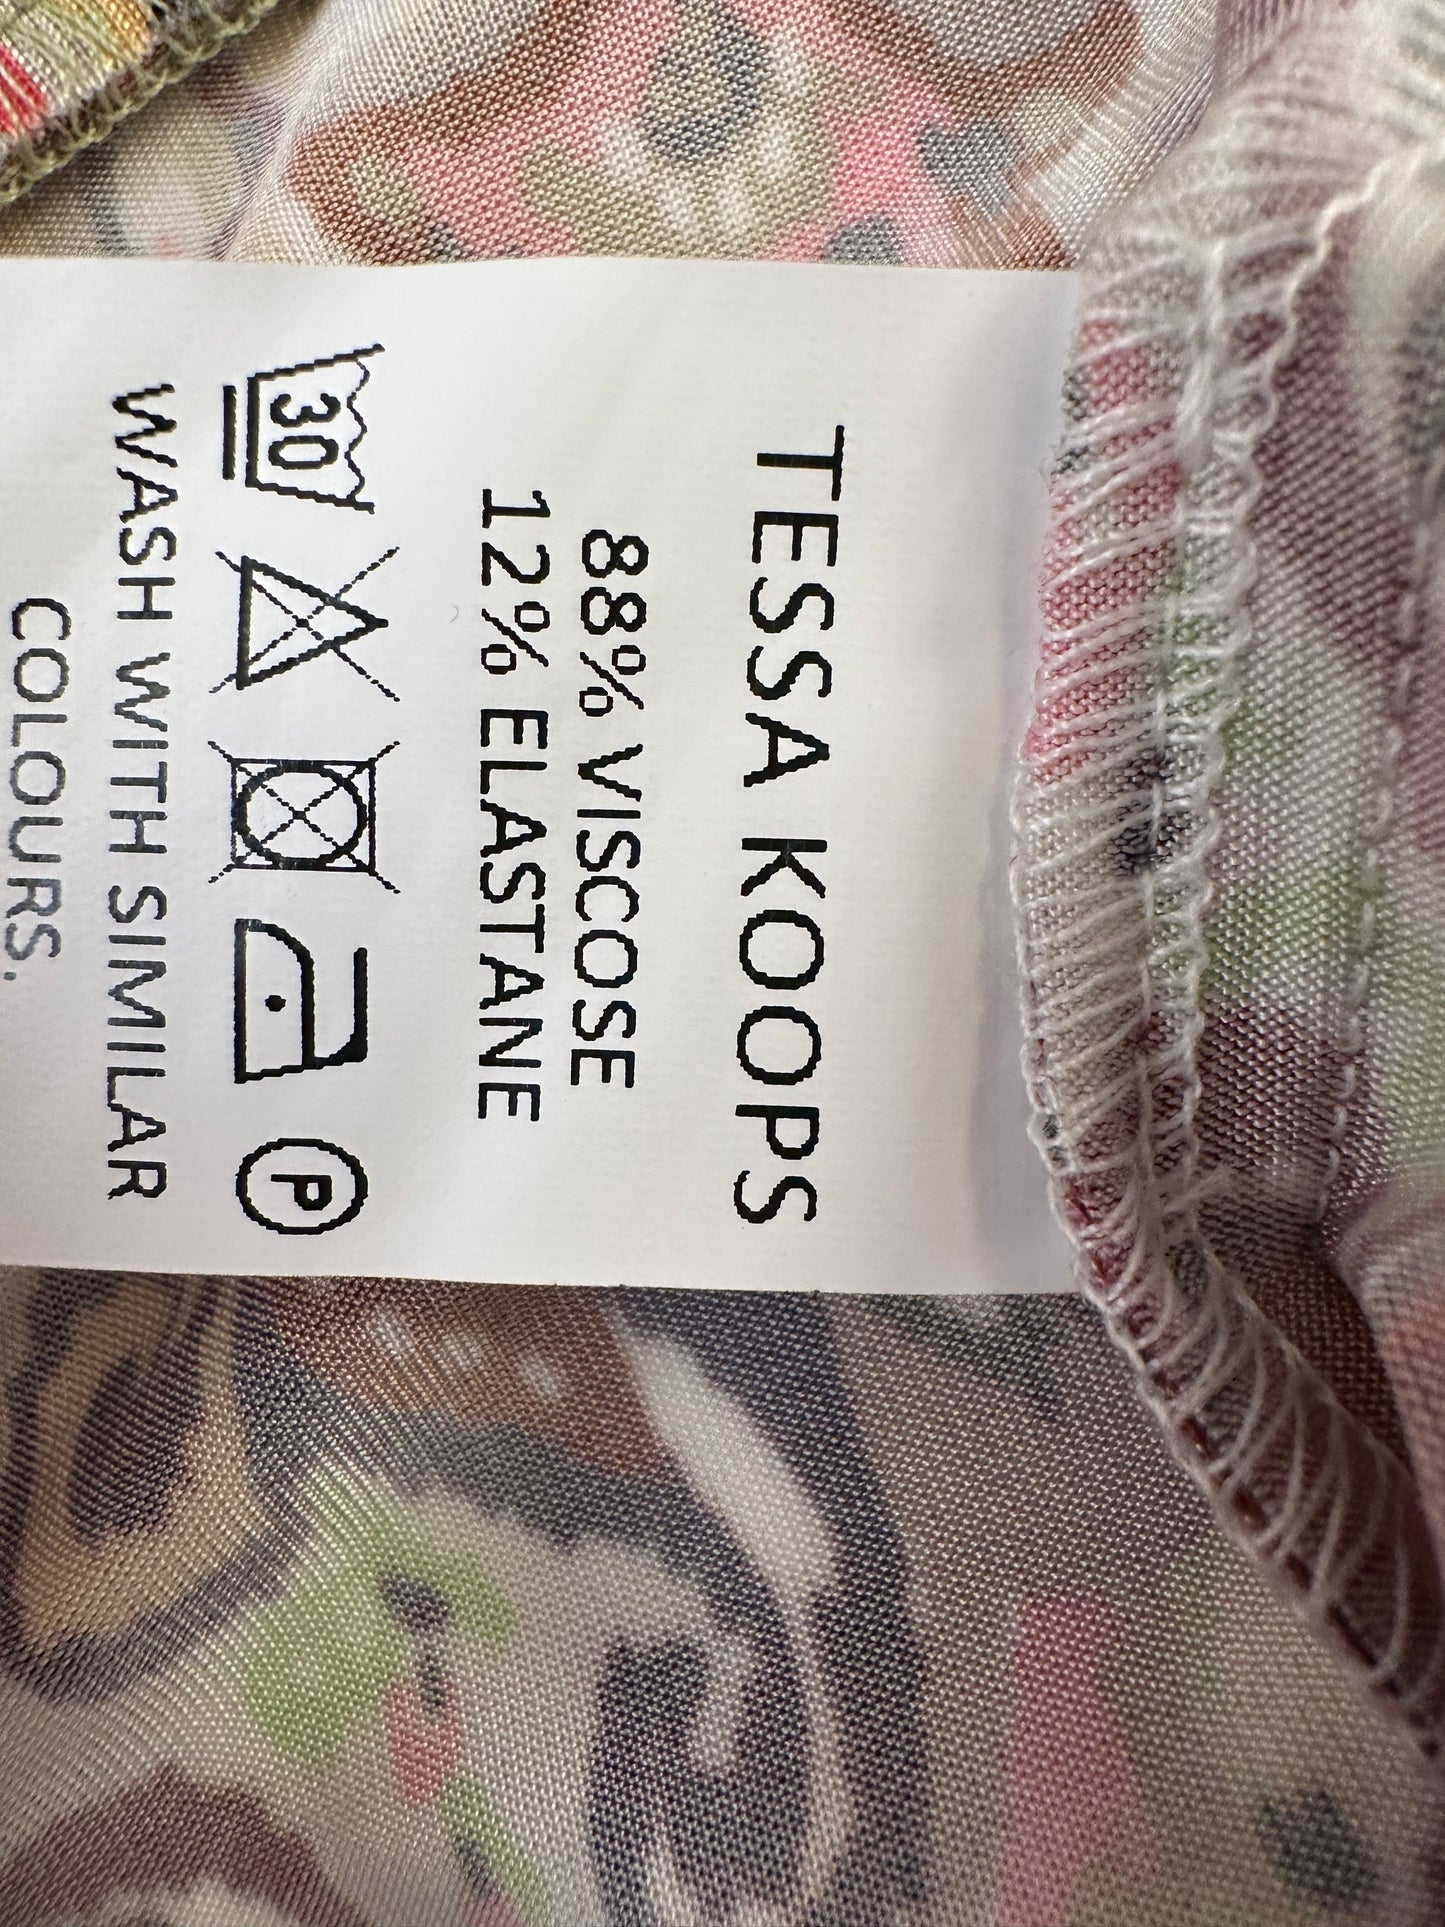 TESSA KOOPS
88% VISCOSE
12% ELASTANE
30 P
WASH WITH SIMILAR
COLOURS.